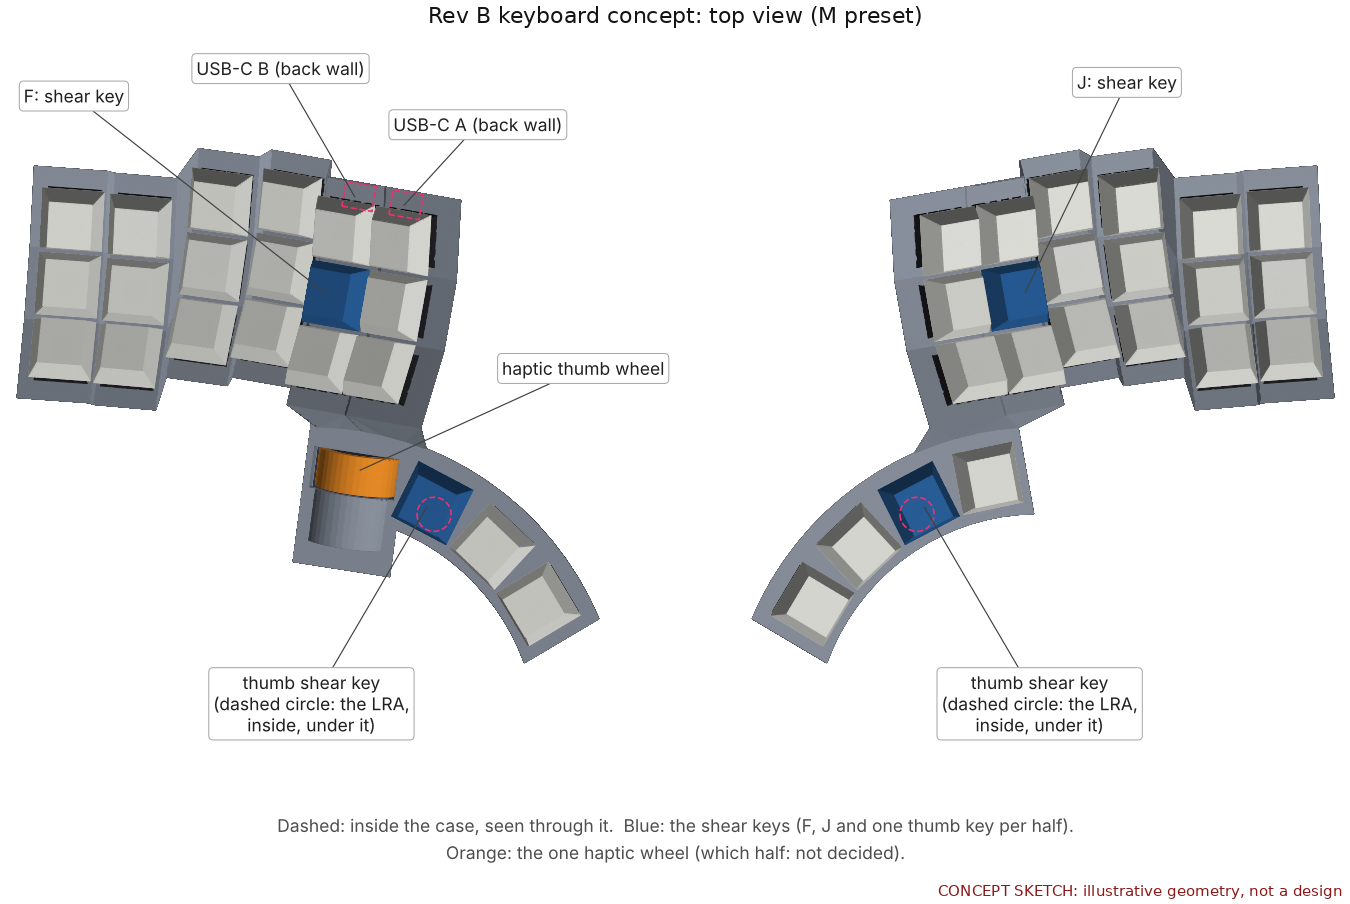 Rev B keyboard concept: top view (M preset)
USB-C B (back wall)
F: shear key
USB-C A (back wall)
J: shear key
haptic thumb wheel
thumb shear key
(dashed circle: the LRA,
inside, under it)
thumb shear key
(dashed circle: the LRA,
inside, under it)
Dashed: inside the case, seen through it.  Blue: the shear keys (F, J and one thumb key per half).
Orange: the one haptic wheel (which half: not decided).
CONCEPT SKETCH: illustrative geometry, not a design